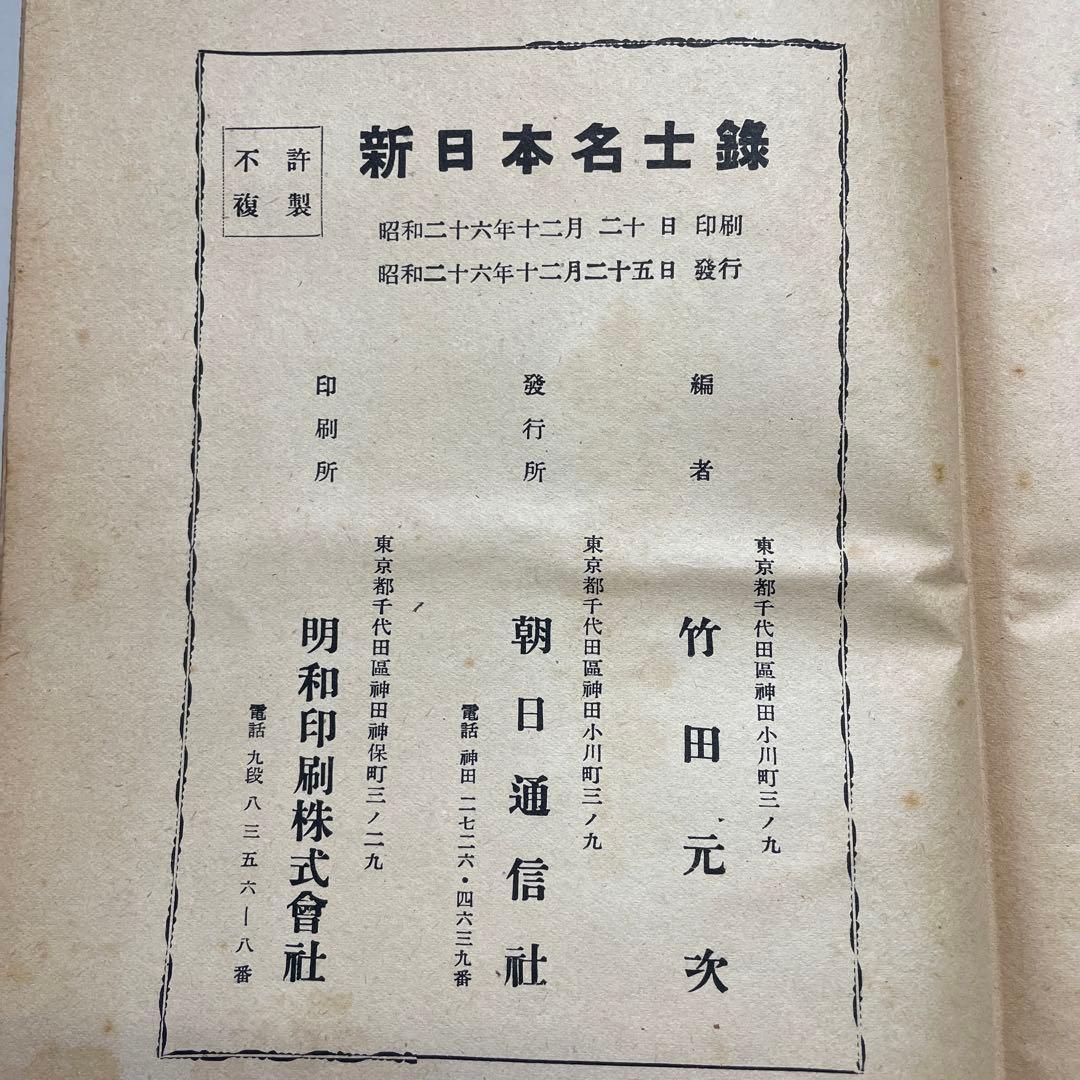 新日本名士錄
不許
複製
昭和二十六年十二月 二十 日 印刷
昭和二十六年十二月二十五日 發行
編者
東京都千代田區神田小川町三ノ九
竹田元次
發行所
東京都千代田區神田小川町三ノ九
朝日通信社
電話 神田 二七二六・四六三九番
印刷所
東京都千代田區神田神保町三ノ二九
明和印刷株式會社
電話 九段 八三五六―八番